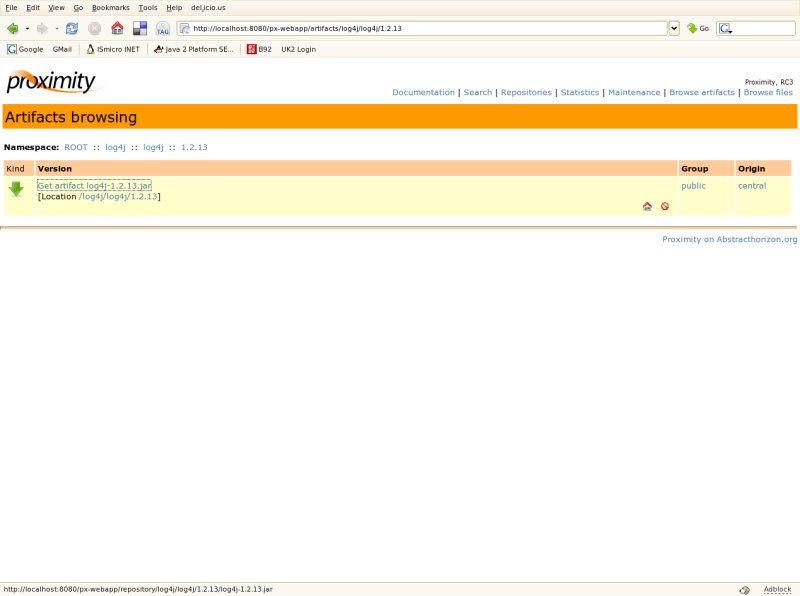 File Edit View Go Bookmarks Tools Help del.icio.us
TAG http://localhost:8080/px-webapp/artifacts/log4j/log4j/1.2.13 Go G
G Google GMail ISmicro INET Java 2 Platform SE... B92 UK2 Login
proximity
Proximity, RC3
Documentation | Search | Repositories | Statistics | Maintenance | Browse artifacts | Browse files
Artifacts browsing
Namespace: ROOT :: log4j :: log4j :: 1.2.13
Kind Version Group Origin
Get artifact log4j-1.2.13.jar public central
[Location /log4j/log4j/1.2.13]
Proximity on Abstracthorizon.org
http://localhost:8080/px-webapp/repository/log4j/log4j/1.2.13/log4j-1.2.13.jar Adblock